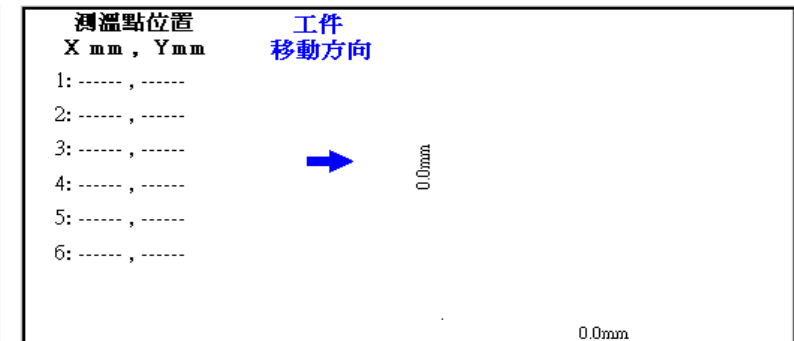 測溫點位置
X mm , Ymm
工件
移動方向
1: ------ , ------
2: ------ , ------
3: ------ , ------
4: ------ , ------
5: ------ , ------
6: ------ , ------
0.0mm
0.0mm